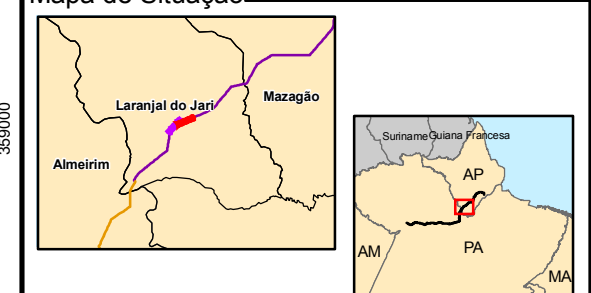 Mapa de Situação
359000
Laranjal do Jari
Mazagão
Almeirim
Suriname
Guiana Francesa
AP
AM
PA
MA